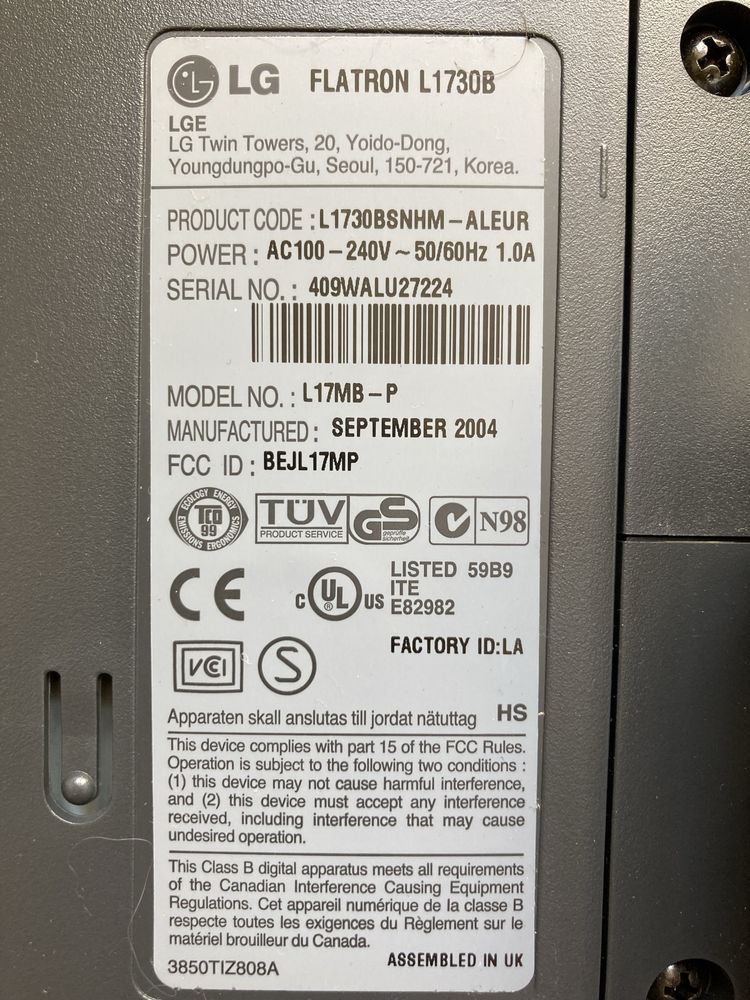 LG FLATRON L1730B
LGE
LG Twin Towers, 20, Yoido-Dong,
Youngdungpo-Gu, Seoul, 150-721, Korea.
PRODUCT CODE : L1730BSNHM-ALEUR
POWER : AC100-240V~50/60Hz 1.0A
SERIAL NO. : 409WALU27224
MODEL NO. : L17MB-P
MANUFACTURED : SEPTEMBER 2004
FCC ID : BEJL17MP
ECOLOGY ENERGY
TCO
99
EMISSIONS ERGONOMICS
TÜV
PRODUCT SERVICE
GS
geprüfte
Sicherheit
N98
CE
C UL US
®
LISTED 59B9
ITE
E82982
FACTORY ID:LA
VCI
S
Apparaten skall anslutas till jordat nätuttag HS
This device complies with part 15 of the FCC Rules.
Operation is subject to the following two conditions :
(1) this device may not cause harmful interference,
and (2) this device must accept any interference
received, including interference that may cause
undesired operation.
This Class B digital apparatus meets all requirements
of the Canadian Interference Causing Equipment
Regulations. Cet appareil numérique de la classe B
respecte toutes les exigences du Règlement sur le
matériel brouilleur du Canada.
3850TIZ808A ASSEMBLED IN UK